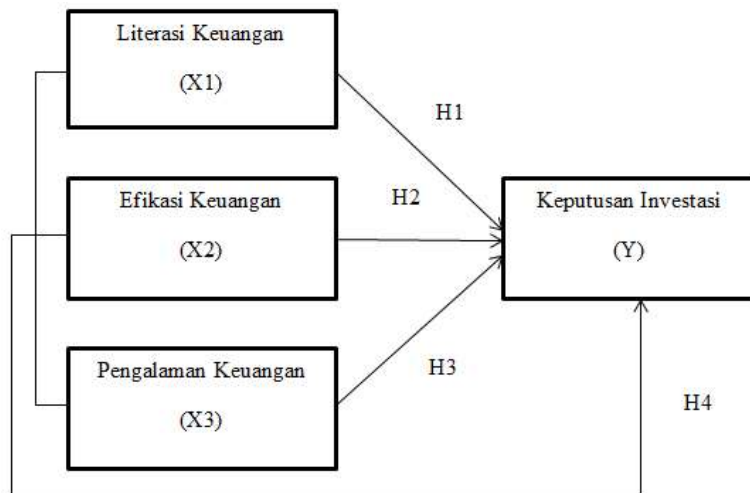 Literasi Keuangan
(X1)
H1
Efikasi Keuangan
(X2)
H2
Keputusan Investasi
(Y)
Pengalaman Keuangan
(X3)
H3
H4